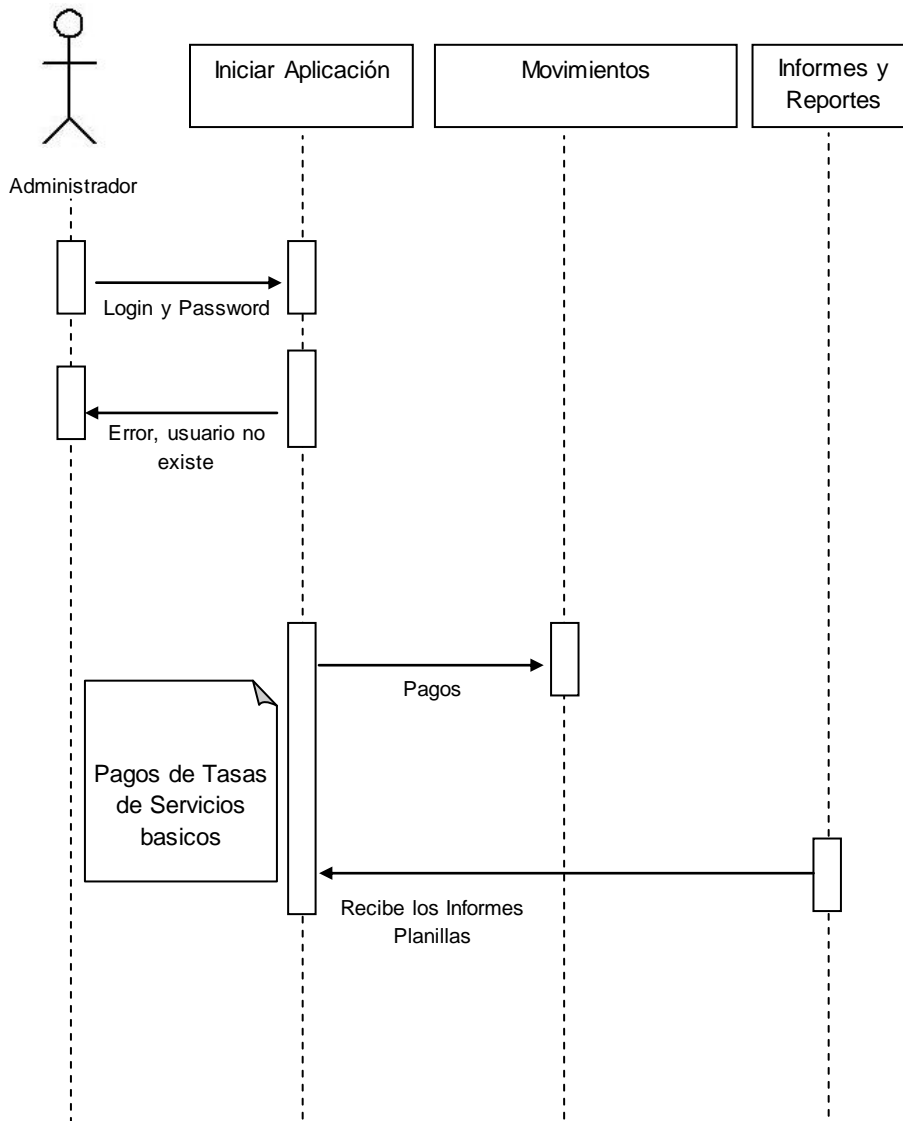 Iniciar Aplicación
Movimientos
Informes y
Reportes
Administrador
Login y Password
Error, usuario no
existe
Pagos
Pagos de Tasas
de Servicios
basicos
Recibe los Informes
Planillas